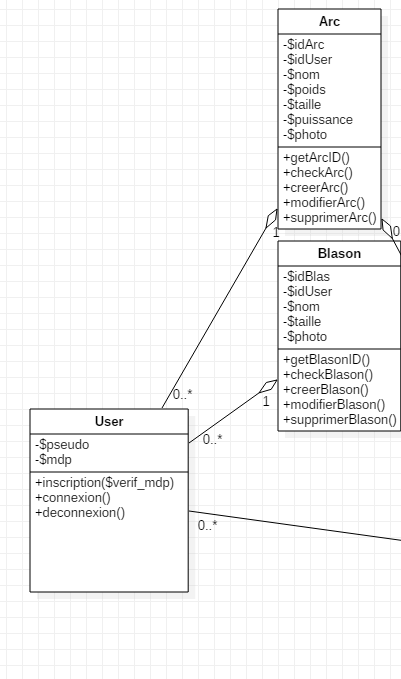 Arc
-$idArc
-$idUser
-$nom
-$poids
-$taille
-$puissance
-$photo
+getArcID()
+checkArc()
+creerArc()
+modifierArc()
+supprimerArc()
1
0
Blason
-$idBlas
-$idUser
-$nom
-$taille
-$photo
+getBlasonID()
+checkBlason()
+creerBlason()
+modifierBlason()
+supprimerBlason()
1
0..*
0..*
User
-$pseudo
-$mdp
+inscription($verif_mdp)
+connexion()
+deconnexion()
0..*